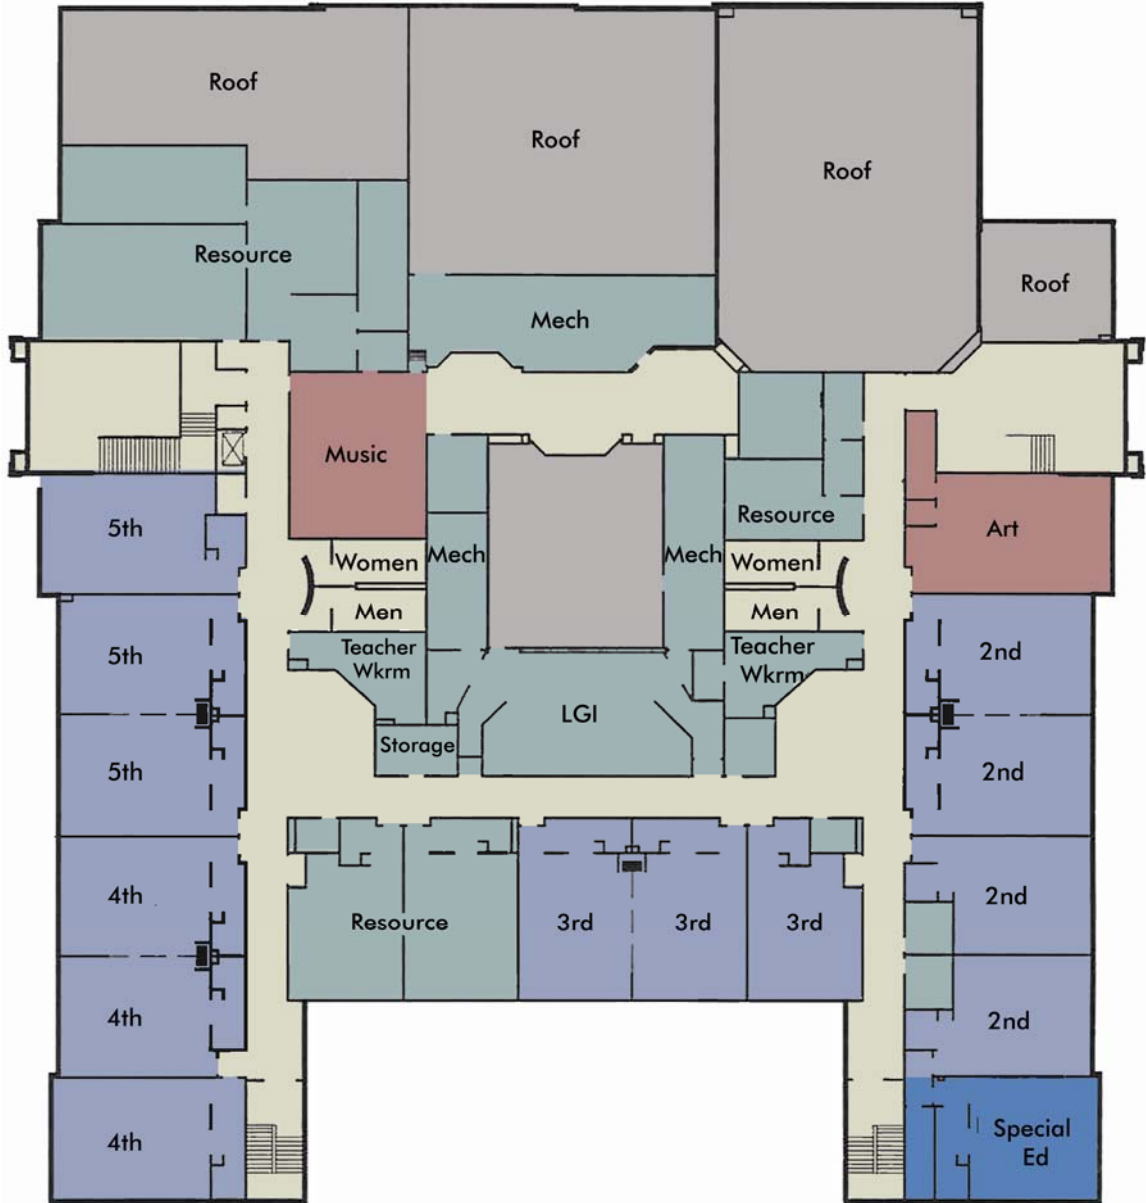 Roof
Roof
Roof
Resource
Roof
Mech
Music
Resource
5th
Art
Women
Mech
Mech
Women
Men
Men
Teacher
Wkrm
Teacher
Wkrm
5th
2nd
LGI
Storage
5th
2nd
4th
Resource
3rd
3rd
3rd
2nd
4th
2nd
4th
Special
Ed